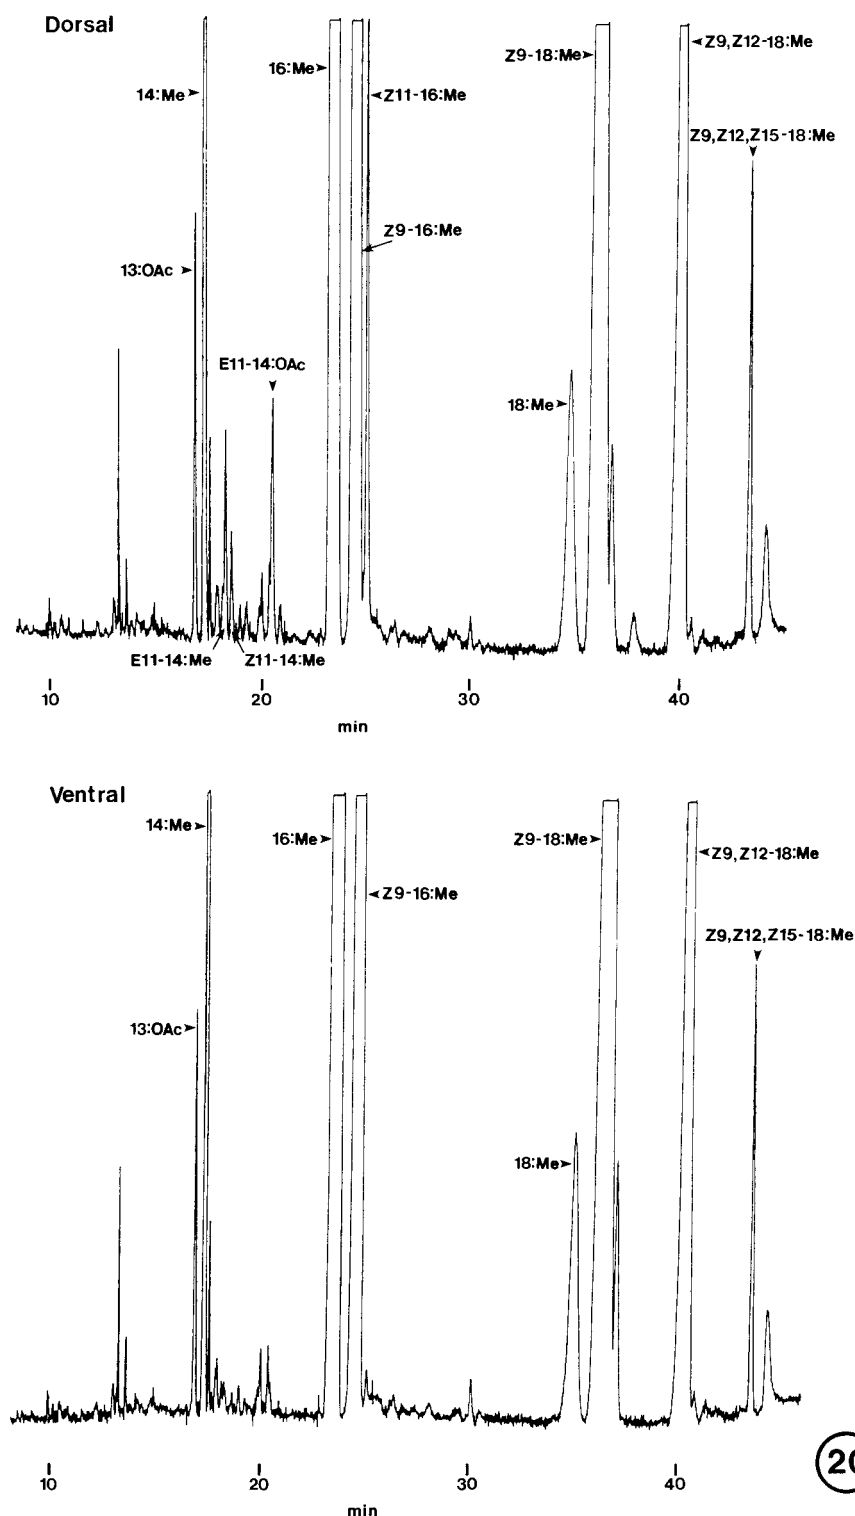 Dorsal
14:Me
16:Me
Z11-16:Me
Z9-18:Me
Z9,Z12-18:Me
Z9,Z12,Z15-18:Me
Z9-16:Me
13:OAc
E11-14:OAc
18:Me
E11-14:Me
Z11-14:Me
10
20
30
40
min
Ventral
14:Me
16:Me
Z9-18:Me
Z9,Z12-18:Me
Z9-16:Me
Z9,Z12,Z15-18:Me
13:OAc
18:Me
10
20
30
40
min